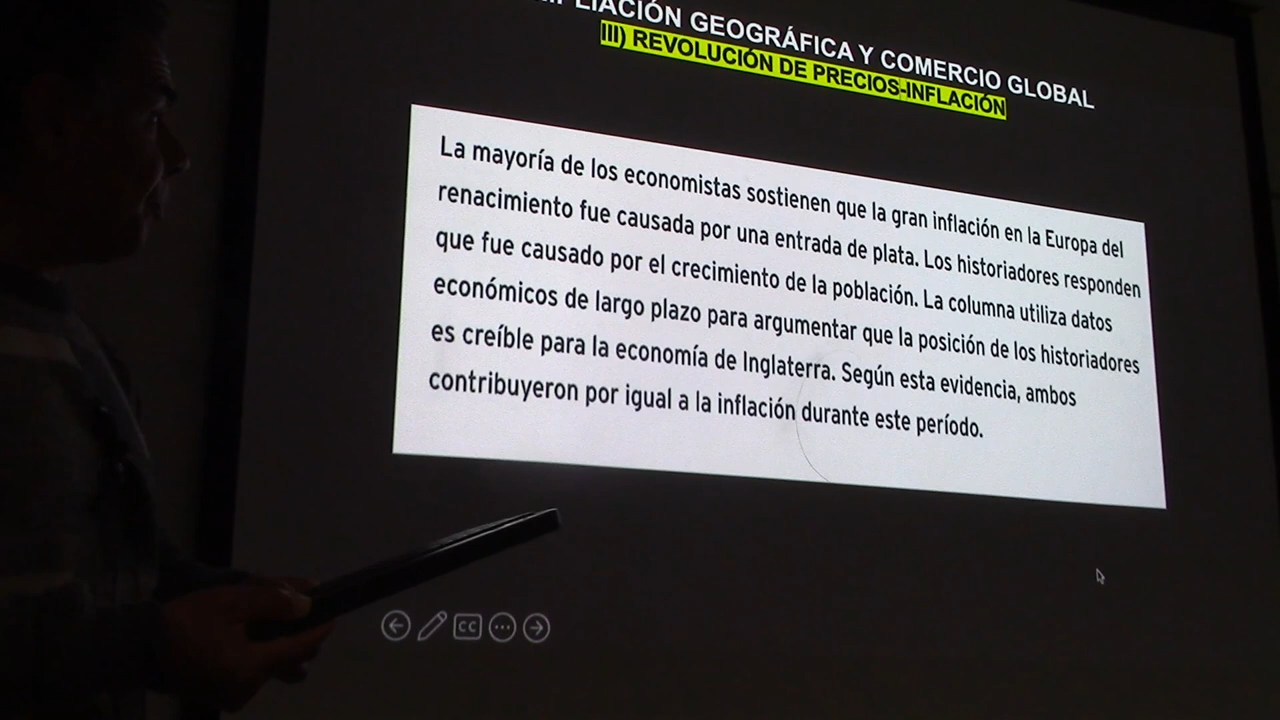 GEOGRÁFICA Y COMERCIO GLOBAL
III) REVOLUCIÓN DE PRECIOS-INFLACIÓN
La mayoría de los economistas sostienen que la gran inflación en la Europa del
renacimiento fue causada por una entrada de plata. Los historiadores responden
que fue causado por el crecimiento de la población. La columna utiliza datos
económicos de largo plazo para argumentar que la posición de los historiadores
es creíble para la economía de Inglaterra. Según esta evidencia, ambos
contribuyeron por igual a la inflación durante este período.
CC